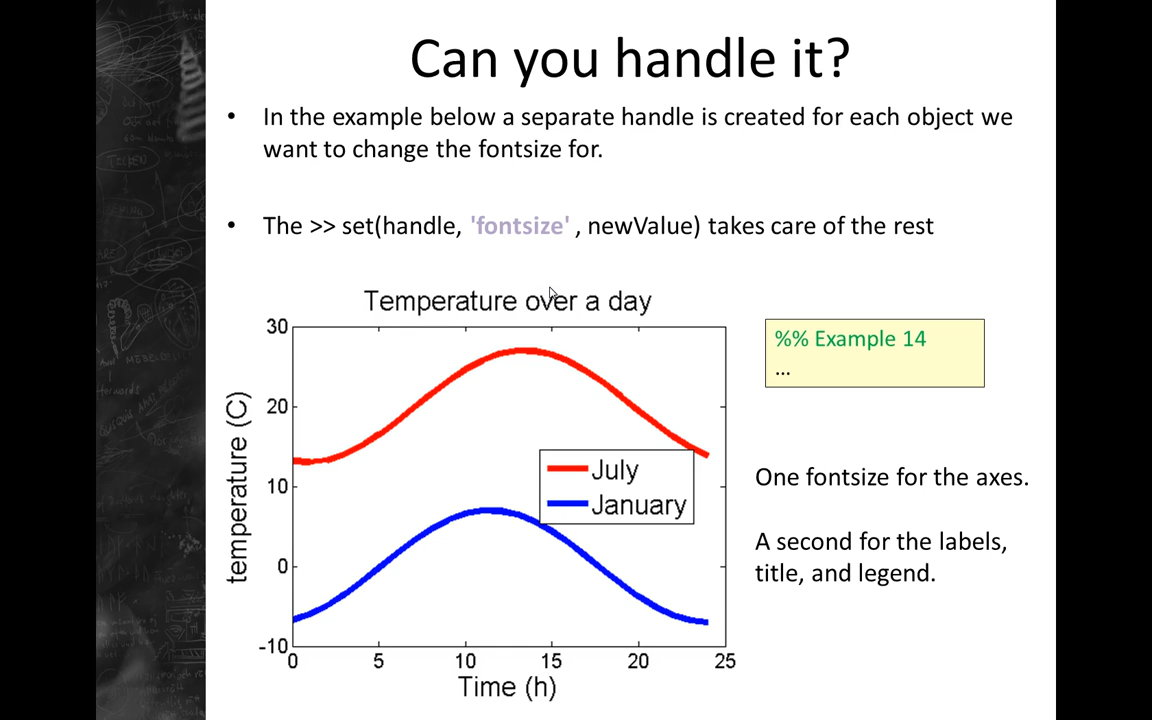 Can you handle it?
• In the example below a separate handle is created for each object we
want to change the fontsize for.
• The >> set(handle, 'fontsize' , newValue) takes care of the rest
Temperature over a day
30
20
10
0
-10
temperature (C)
0 5 10 15 20 25
Time (h)
July
January
%% Example 14
...
One fontsize for the axes.
A second for the labels,
title, and legend.
TOLKEN
forwards